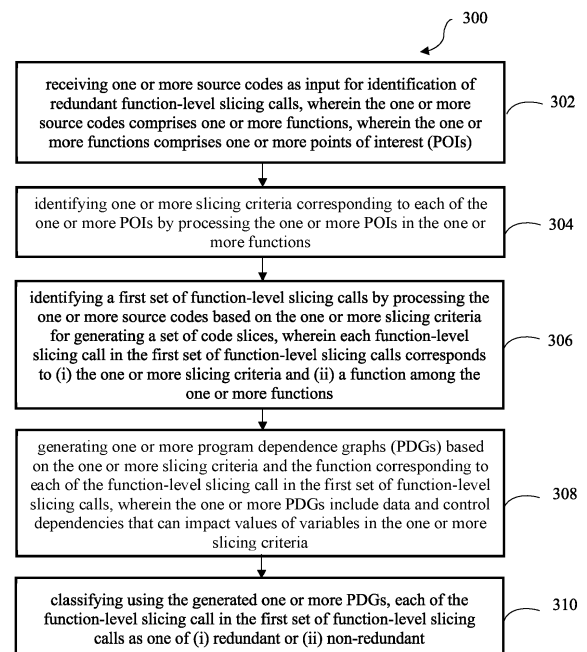 300
receiving one or more source codes as input for identification of
redundant function-level slicing calls, wherein the one or more
source codes comprises one or more functions, wherein the one or
more functions comprises one or more points of interest (POIs)
302
identifying one or more slicing criteria corresponding to each of the
one or more POIs by processing the one or more POIs in the one or
more functions
304
identifying a first set of function-level slicing calls by processing the
one or more source codes based on the one or more slicing criteria
for generating a set of code slices, wherein each function-level
slicing call in the first set of function-level slicing calls corresponds
to (i) the one or more slicing criteria and (ii) a function among the
one or more functions
306
generating one or more program dependence graphs (PDGs) based
on the one or more slicing criteria and the function corresponding to
each of the function-level slicing call in the first set of function-level
slicing calls, wherein the one or more PDGs include data and control
dependencies that can impact values of variables in the one or more
slicing criteria
308
classifying using the generated one or more PDGs, each of the
function-level slicing call in the first set of function-level slicing
calls as one of (i) redundant or (ii) non-redundant
310